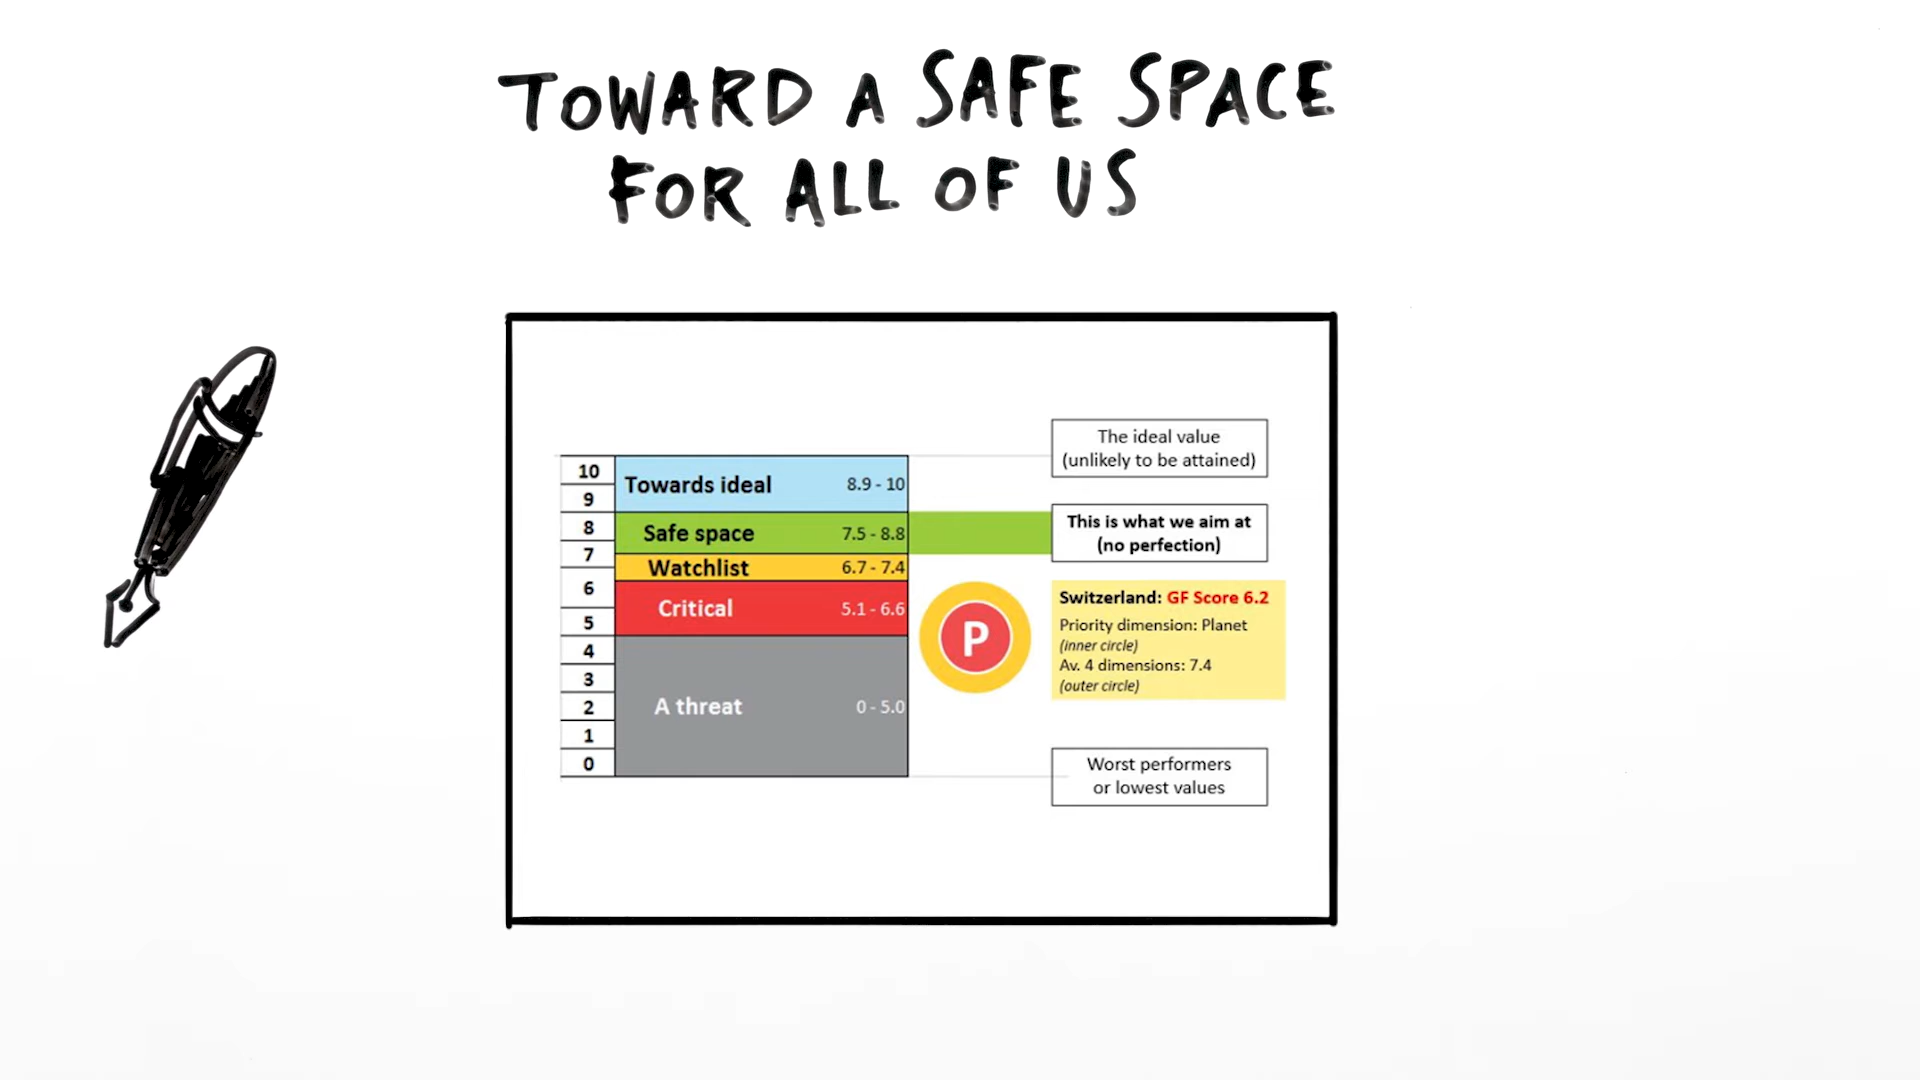 TOWARD A SAFE SPACE
FOR ALL OF US
The ideal value
(unlikely to be attained)
10
9
Towards ideal 8.9 - 10
8
7
Safe space 7.5 - 8.8
This is what we aim at
(no perfection)
Watchlist 6.7 - 7.4
6
5
Critical 5.1 - 6.6
P
Switzerland: GF Score 6.2
Priority dimension: Planet
(inner circle)
Av. 4 dimensions: 7.4
(outer circle)
4
3
2
1
0
A threat 0 - 5.0
Worst performers
or lowest values